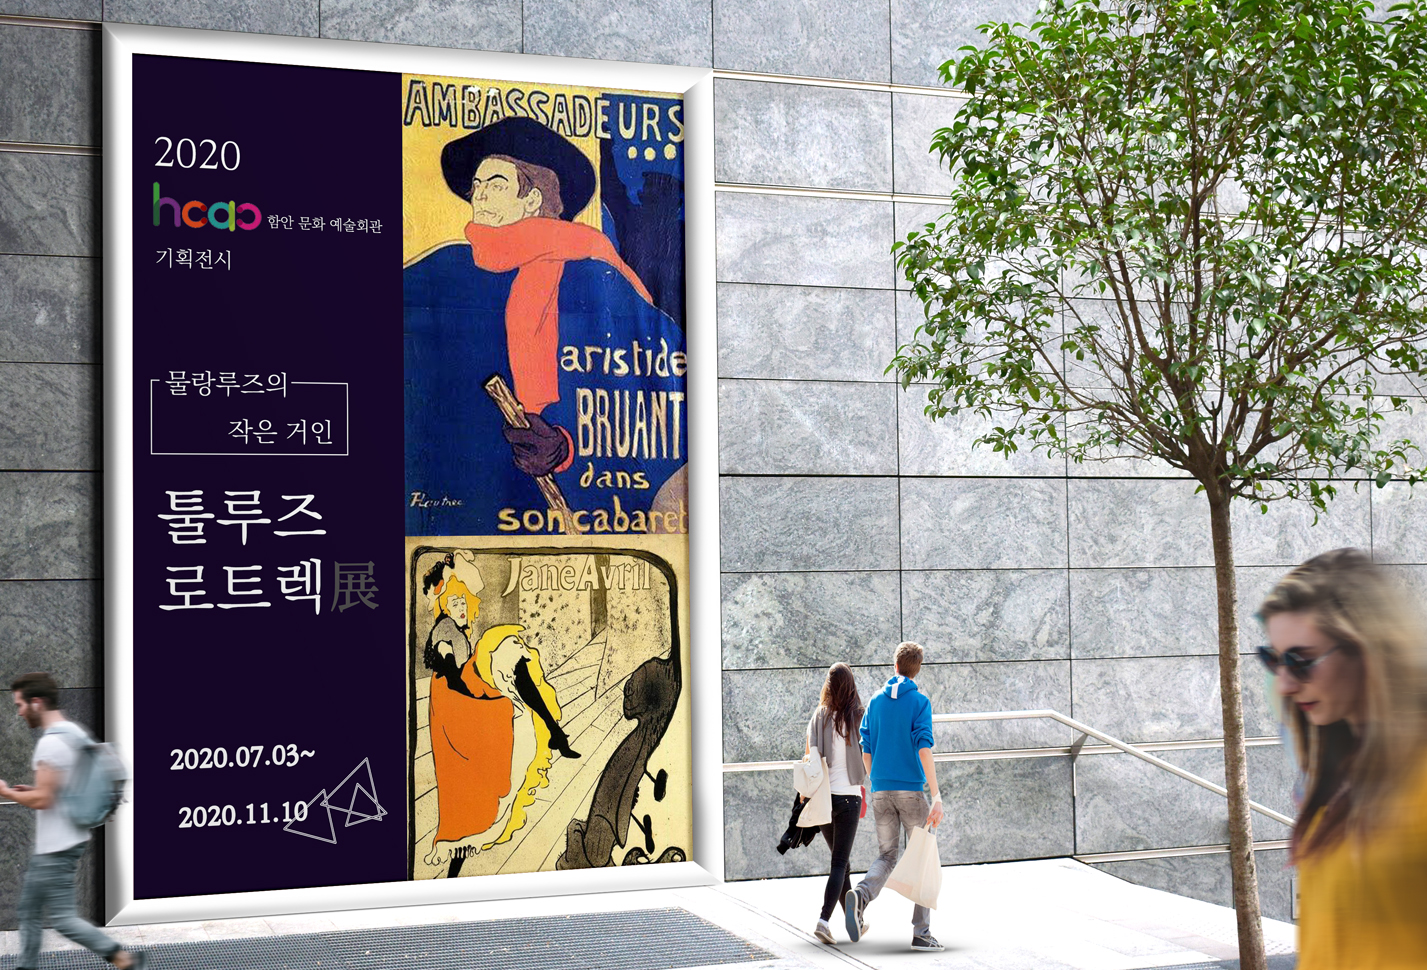 2020
hcac 함안 문화 예술회관
기획전시
물랑루즈의
작은 거인
툴루즈
로트렉展
2020.07.03~
2020.11.10
AMBASSADEURS
aristide
BRUANT
dans
son cabaret
HLautrec
Jane Avril